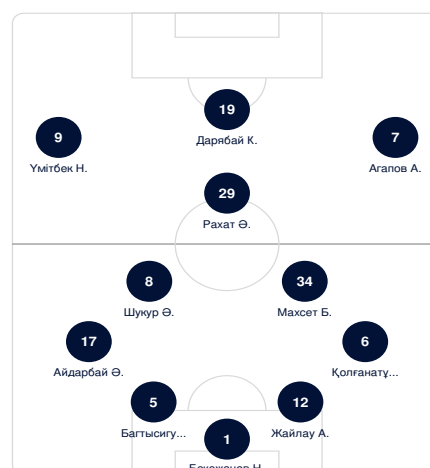 19
Дарябай К.
9
Үмітбек Н.
7
Агапов А.
29
Рахат Ә.
8
Шукур Ә.
34
Махсет Б.
17
Айдарбай Ә.
6
Қолғанату...
5
Багтысигу...
12
Жайлау А.
1